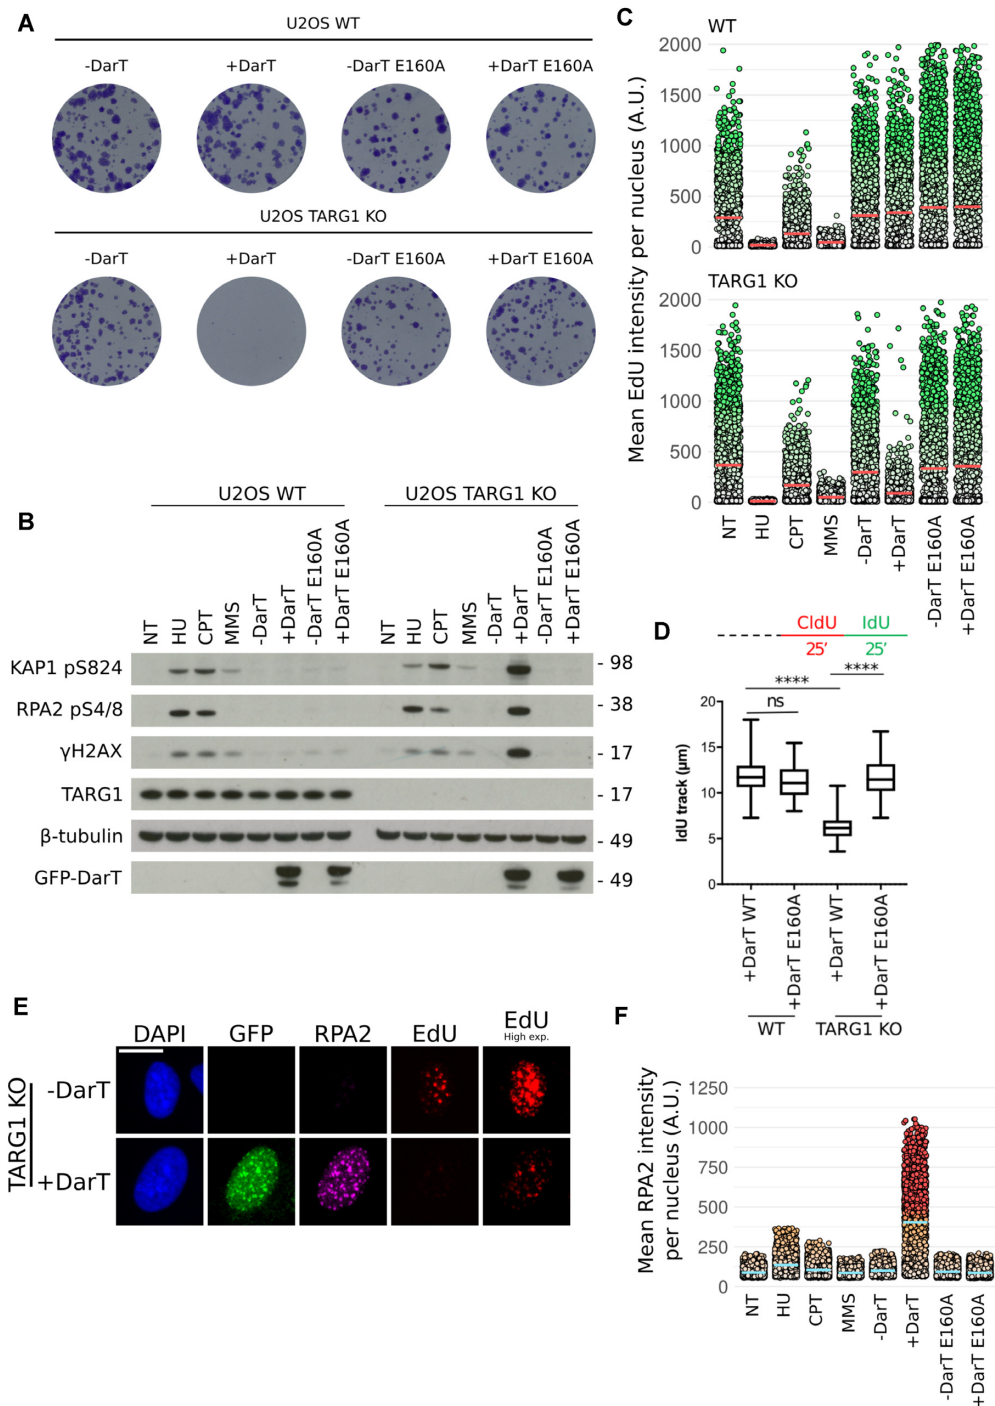 A
U2OS WT
-DarT +DarT -DarT E160A +DarT E160A
U2OS TARG1 KO
-DarT +DarT -DarT E160A +DarT E160A
B
U2OS WT U2OS TARG1 KO
NT HU CPT MMS -DarT +DarT -DarT E160A +DarT E160A NT HU CPT MMS -DarT +DarT -DarT E160A +DarT E160A
KAP1 pS824 - 98
RPA2 pS4/8 - 38
γH2AX - 17
TARG1 - 17
β-tubulin - 49
GFP-DarT - 49
C
WT
Mean EdU intensity per nucleus (A.U.)
2000
1500
1000
500
0
TARG1 KO
2000
1500
1000
500
0
NT HU CPT MMS -DarT +DarT -DarT E160A +DarT E160A
D
CldU IdU
25' 25'
**** ****
ns
IdU track (μm)
20
15
10
5
0
+DarT WT +DarT E160A +DarT WT +DarT E160A
WT TARG1 KO
E
DAPI GFP RPA2 EdU EdU
High exp.
TARG1 KO
-DarT
+DarT
F
Mean RPA2 intensity
per nucleus (A.U.)
1250
1000
750
500
250
0
NT HU CPT MMS -DarT +DarT -DarT E160A +DarT E160A